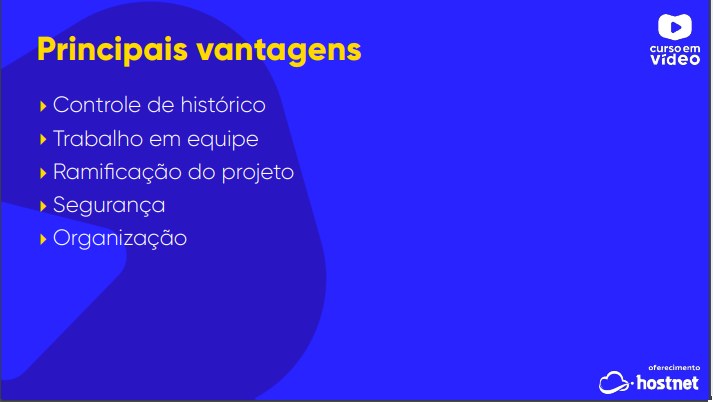 Principais vantagens
Controle de histórico
Trabalho em equipe
Ramificação do projeto
Segurança
Organização
curso em
vídeo
oferecimento
hostnet